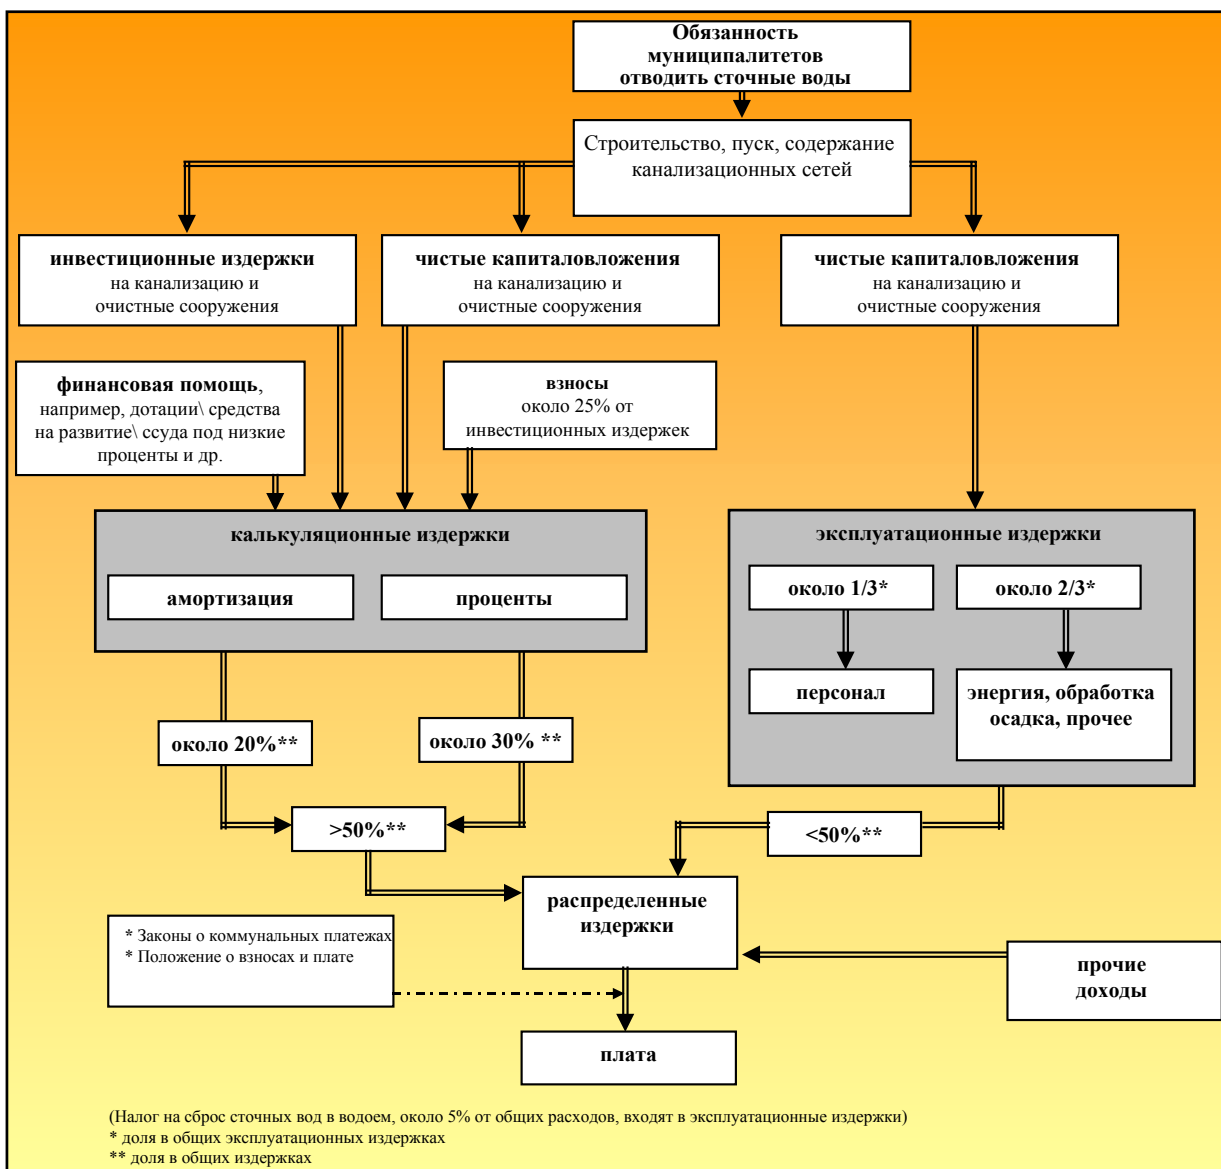 Обязанность
муниципалитетов
отводить сточные воды
Строительство, пуск, содержание
канализационных сетей
инвестиционные издержки
на канализацию и
очистные сооружения
чистые капиталовложения
на канализацию и
очистные сооружения
чистые капиталовложения
на канализацию и
очистные сооружения
финансовая помощь,
например, дотации\ средства
на развитие\ ссуда под низкие
проценты и др.
взносы
около 25% от
инвестиционных издержек
калькуляционные издержки
амортизация
проценты
эксплуатационные издержки
около 1/3*
около 2/3*
персонал
энергия, обработка
осадка, прочее
около 20%**
около 30% **
>50%**
<50%**
распределенные
издержки
* Законы о коммунальных платежах
* Положение о взносах и плате
прочие
доходы
плата
(Налог на сброс сточных вод в водоем, около 5% от общих расходов, входят в эксплуатационные издержки)
* доля в общих эксплуатационных издержках
** доля в общих издержках